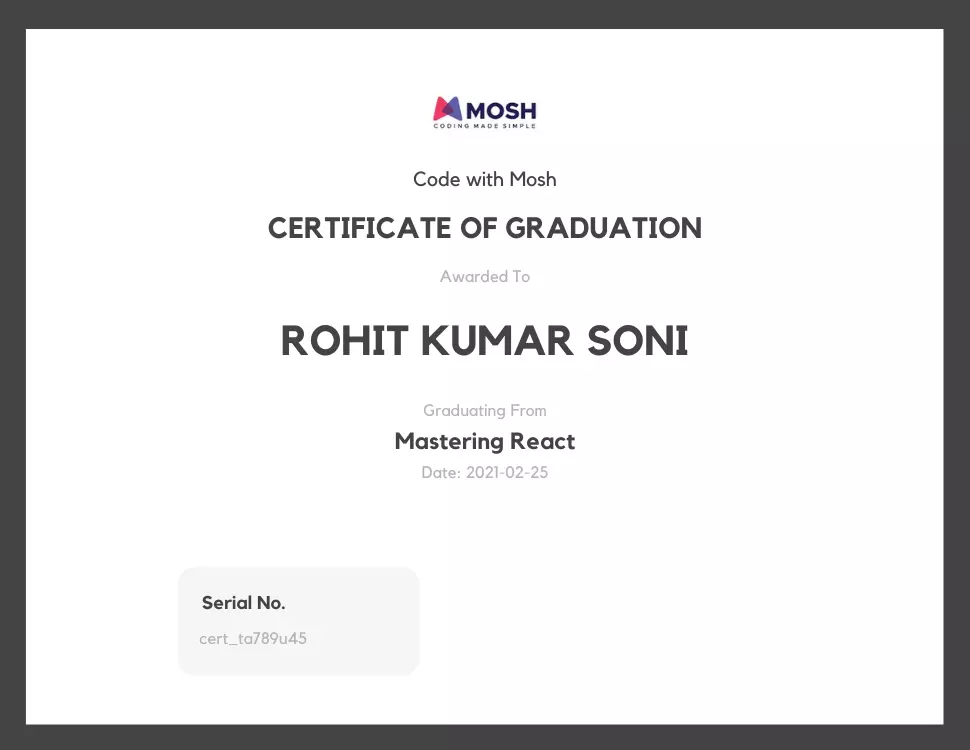 MOSH
CODING MADE SIMPLE
Code with Mosh
CERTIFICATE OF GRADUATION
Awarded To
ROHIT KUMAR SONI
Graduating From
Mastering React
Date: 2021-02-25
Serial No.
cert_ta789u45